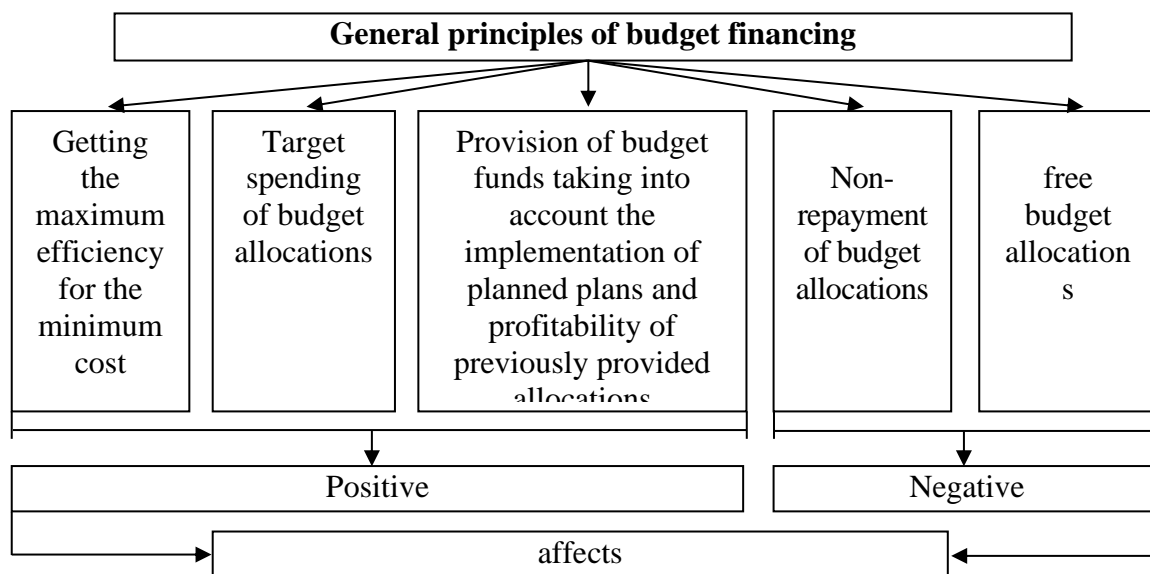 General principles of budget financing
Getting
the
maximum
efficiency
for the
minimum
cost
Target
spending
of budget
allocations
Provision of budget
funds taking into
account the
implementation of
planned plans and
profitability of
previously provided
allocations
Non-
repayment
of budget
allocations
free
budget
allocation
s
Positive
Negative
affects